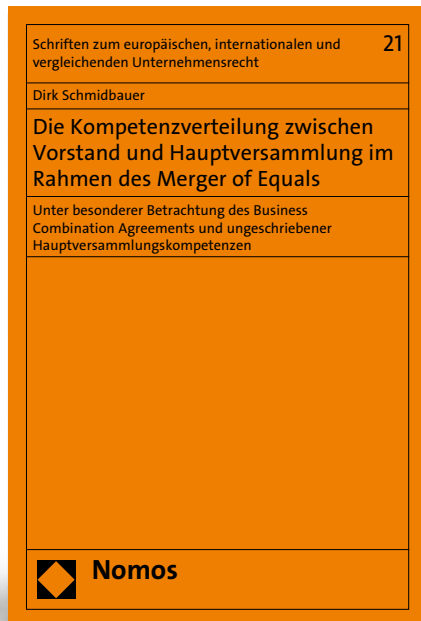 Schriften zum europäischen, internationalen und
vergleichenden Unternehmensrecht
21
Dirk Schmidbauer
Die Kompetenzverteilung zwischen
Vorstand und Hauptversammlung im
Rahmen des Merger of Equals
Unter besonderer Betrachtung des Business
Combination Agreements und ungeschriebener
Hauptversammlungskompetenzen
Nomos